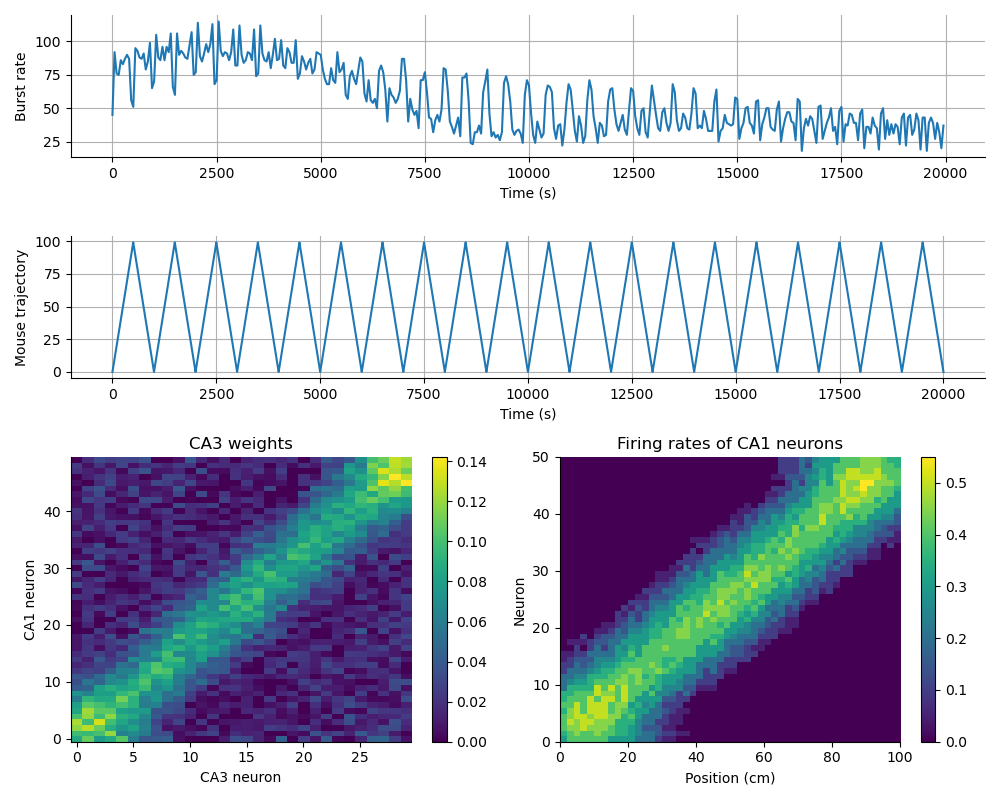 Burst rate
100
75
50
25
0 2500 5000 7500 10000 12500 15000 17500 20000
Time (s)
Mouse trajectory
100
75
50
25
0
0 2500 5000 7500 10000 12500 15000 17500 20000
Time (s)
CA3 weights
CA1 neuron
40
30
20
10
0
0 5 10 15 20 25
CA3 neuron
0.14
0.12
0.10
0.08
0.06
0.04
0.02
0.00
Firing rates of CA1 neurons
Neuron
50
40
30
20
10
0
0 20 40 60 80 100
Position (cm)
0.5
0.4
0.3
0.2
0.1
0.0